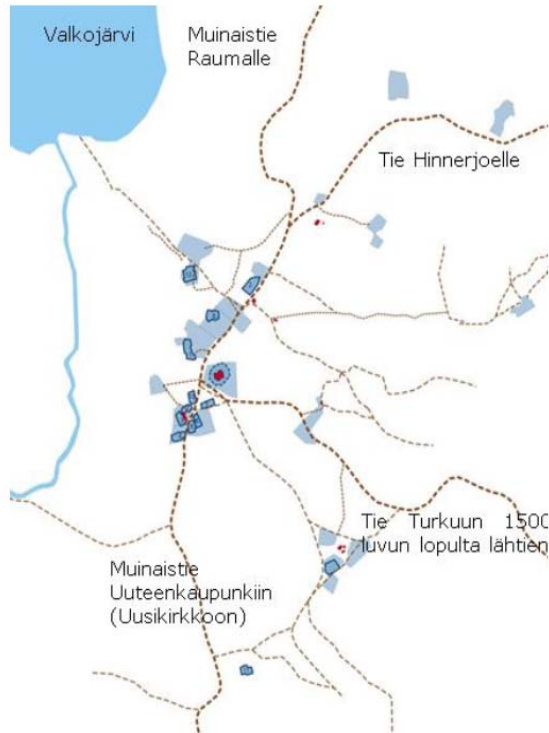 Valkojärvi
Muinaistie
Raumalle
Tie Hinnerjoelle
Tie Turkuun 1500
luvun lopulta lähtien
Muinaistie
Uuteenkaupunkiin
(Uusikirkkoon)